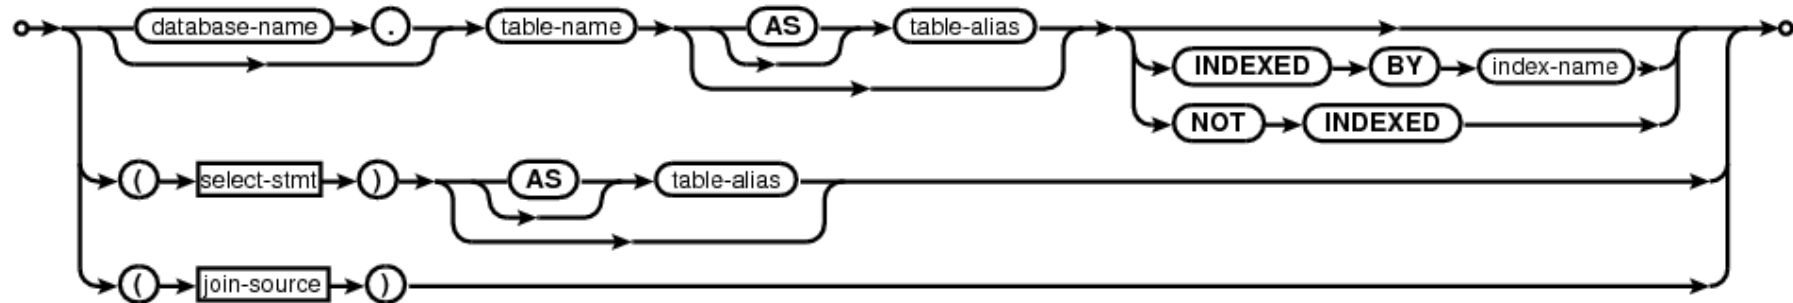 database-name . table-name AS table-alias
INDEXED BY index-name
NOT INDEXED
( select-stmt ) AS table-alias
( join-source )